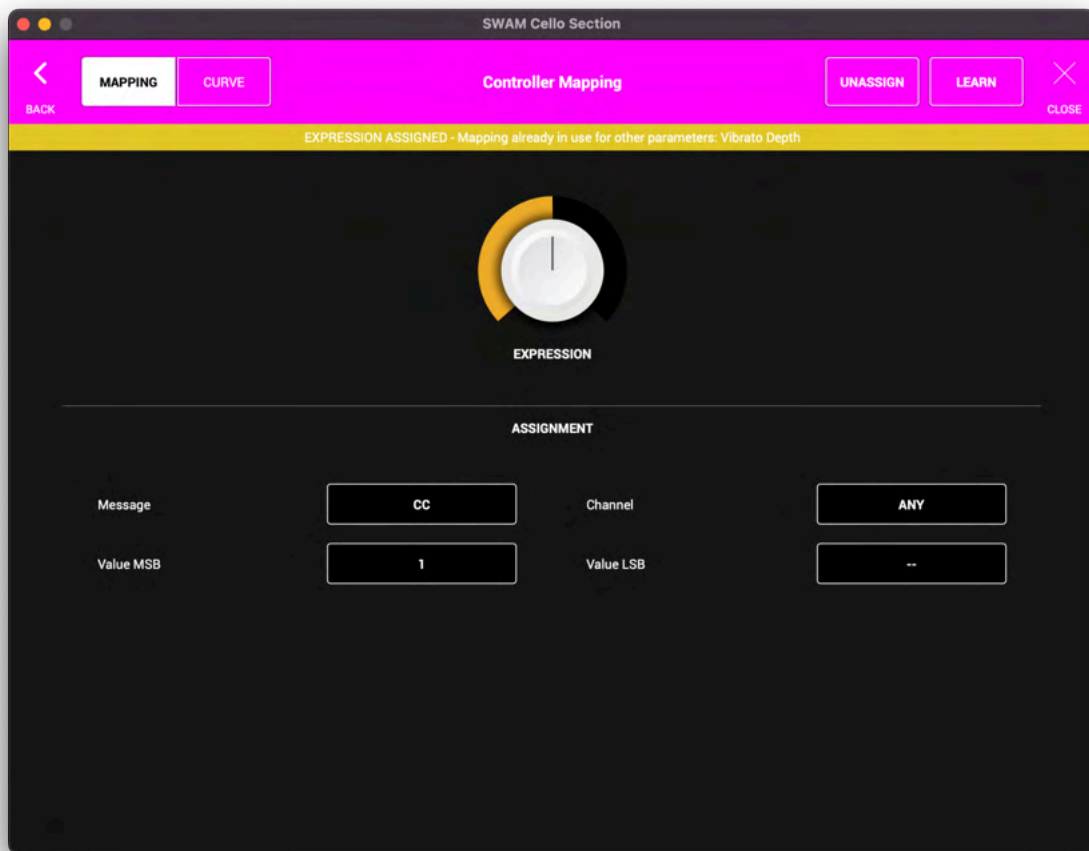 SWAM Cello Section
BACK
MAPPING
CURVE
Controller Mapping
UNASSIGN
LEARN
CLOSE
EXPRESSION ASSIGNED - Mapping already in use for other parameters: Vibrato Depth
EXPRESSION
ASSIGNMENT
Message
CC
Channel
ANY
Value MSB
1
Value LSB
--